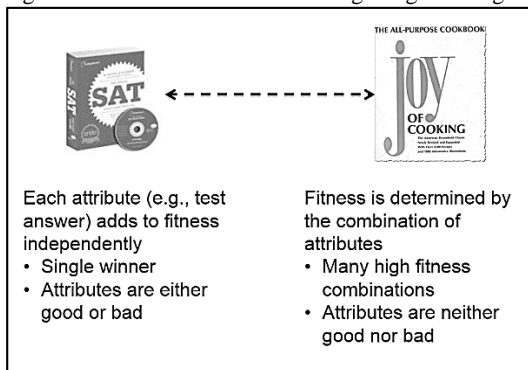 THE ALL-PURPOSE COOKBOOK
SAT
joy
OF
COOKING
Each attribute (e.g., test
answer) adds to fitness
independently
• Single winner
• Attributes are either
good or bad
Fitness is determined by
the combination of
attributes
• Many high fitness
combinations
• Attributes are neither
good nor bad